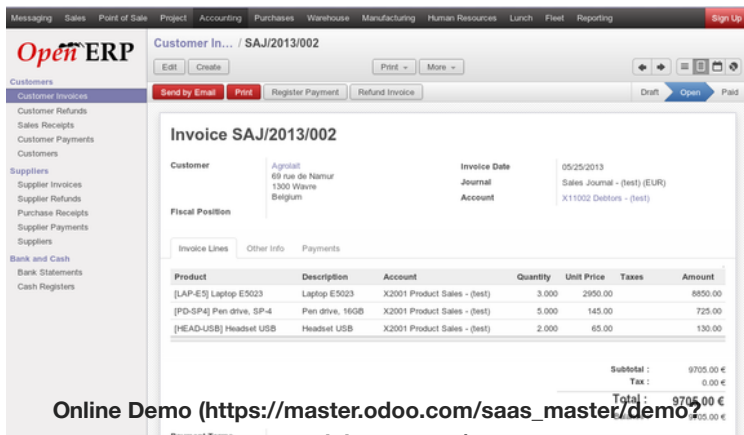 Messaging Sales Point of Sale Project Accounting Purchases Warehouse Manufacturing Human Resources Lunch Fleet Reporting Sign Up
OpenERP
Customer In... / SAJ/2013/002
Edit Create Print More
Send by Email Print Register Payment Refund Invoice Draft Open Paid
Customers
Customer Invoices
Customer Refunds
Sales Receipts
Customer Payments
Customers
Suppliers
Supplier Invoices
Supplier Refunds
Purchase Receipts
Supplier Payments
Suppliers
Bank and Cash
Bank Statements
Cash Registers
Invoice SAJ/2013/002
Customer Agrolait Invoice Date 05/25/2013
69 rue de Namur Journal Sales Journal - (test) (EUR)
1300 Wavre Account X11002 Debtors - (test)
Belgium
Fiscal Position
Invoice Lines Other Info Payments
Product Description Account Quantity Unit Price Taxes Amount
[LAP-E5] Laptop E5023 Laptop E5023 X2001 Product Sales - (test) 3.000 2950.00 8850.00
[PD-SP4] Pen drive, SP-4 Pen drive, 16GB X2001 Product Sales - (test) 5.000 145.00 725.00
[HEAD-USB] Headset USB Headset USB X2001 Product Sales - (test) 2.000 65.00 130.00
Subtotal : 9705.00 €
Tax : 0.00 €
Total : 9705.00 €
Online Demo (https://master.odoo.com/saas_master/demo?
9705.00 €